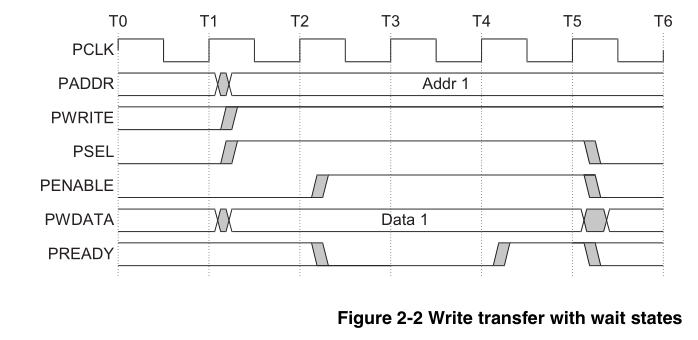 T0 T1 T2 T3 T4 T5 T6
PCLK
PADDR Addr 1
PWRITE
PSEL
PENABLE
PWDATA Data 1
PREADY
Figure 2-2 Write transfer with wait states